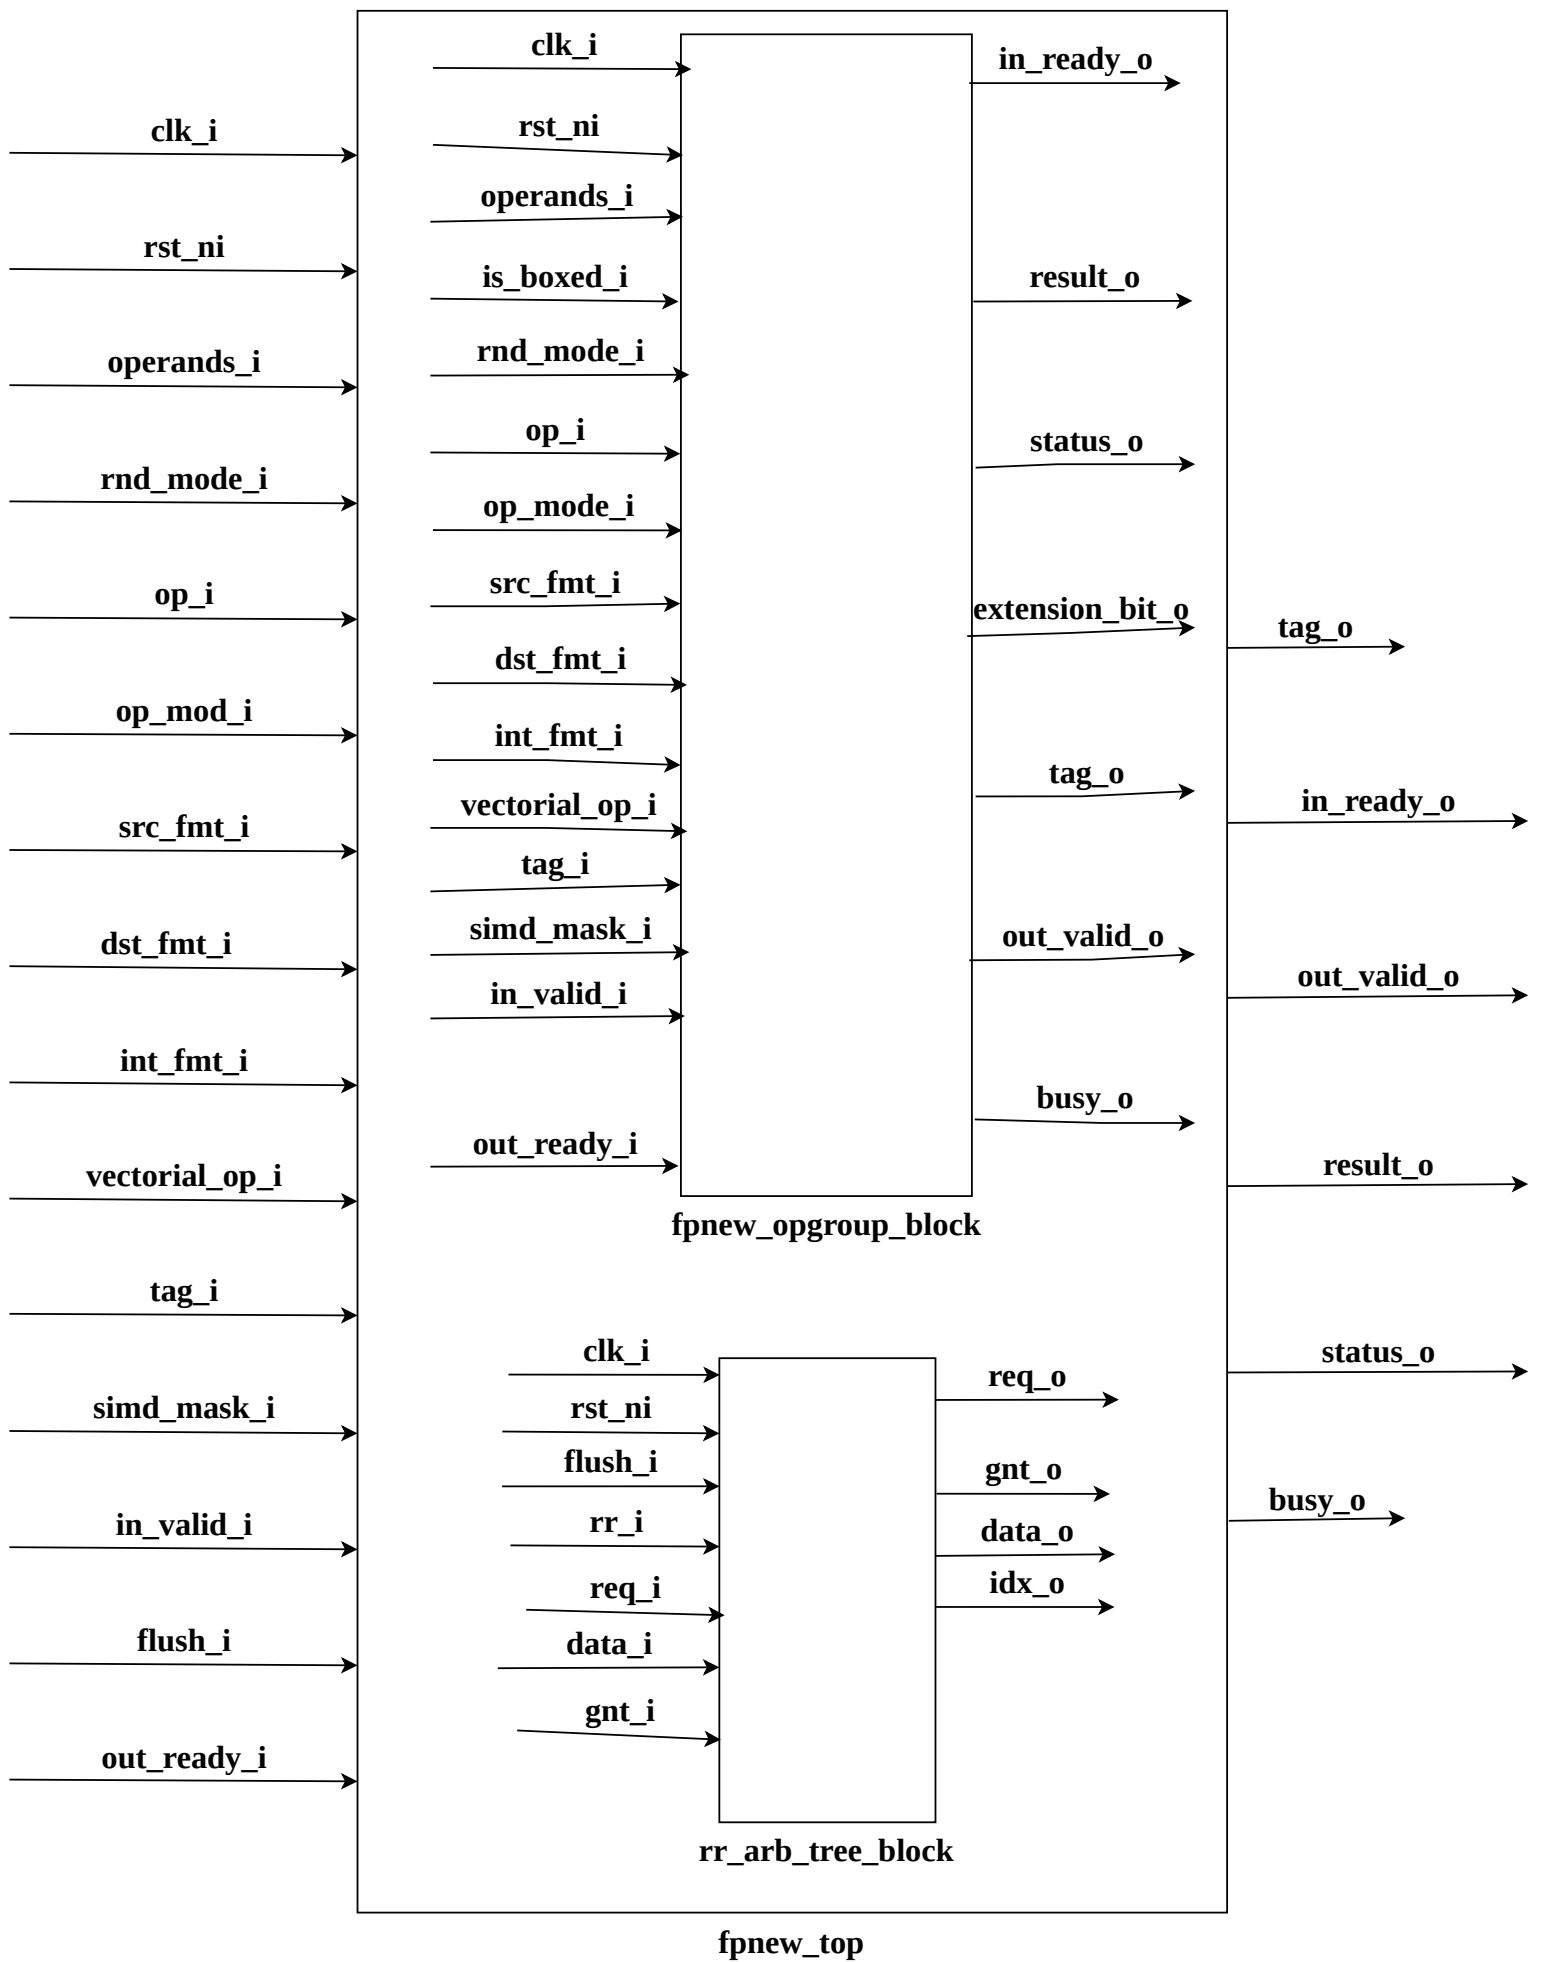 clk_i
rst_ni
operands_i
rnd_mode_i
op_i
op_mod_i
src_fmt_i
dst_fmt_i
int_fmt_i
vectorial_op_i
tag_i
simd_mask_i
in_valid_i
flush_i
out_ready_i
clk_i
rst_ni
operands_i
is_boxed_i
rnd_mode_i
op_i
op_mode_i
src_fmt_i
dst_fmt_i
int_fmt_i
vectorial_op_i
tag_i
simd_mask_i
in_valid_i
out_ready_i
in_ready_o
result_o
status_o
extension_bit_o
tag_o
out_valid_o
busy_o
fpnew_opgroup_block
clk_i
rst_ni
flush_i
rr_i
req_i
data_i
gnt_i
req_o
gnt_o
data_o
idx_o
rr_arb_tree_block
tag_o
in_ready_o
out_valid_o
result_o
status_o
busy_o
fpnew_top